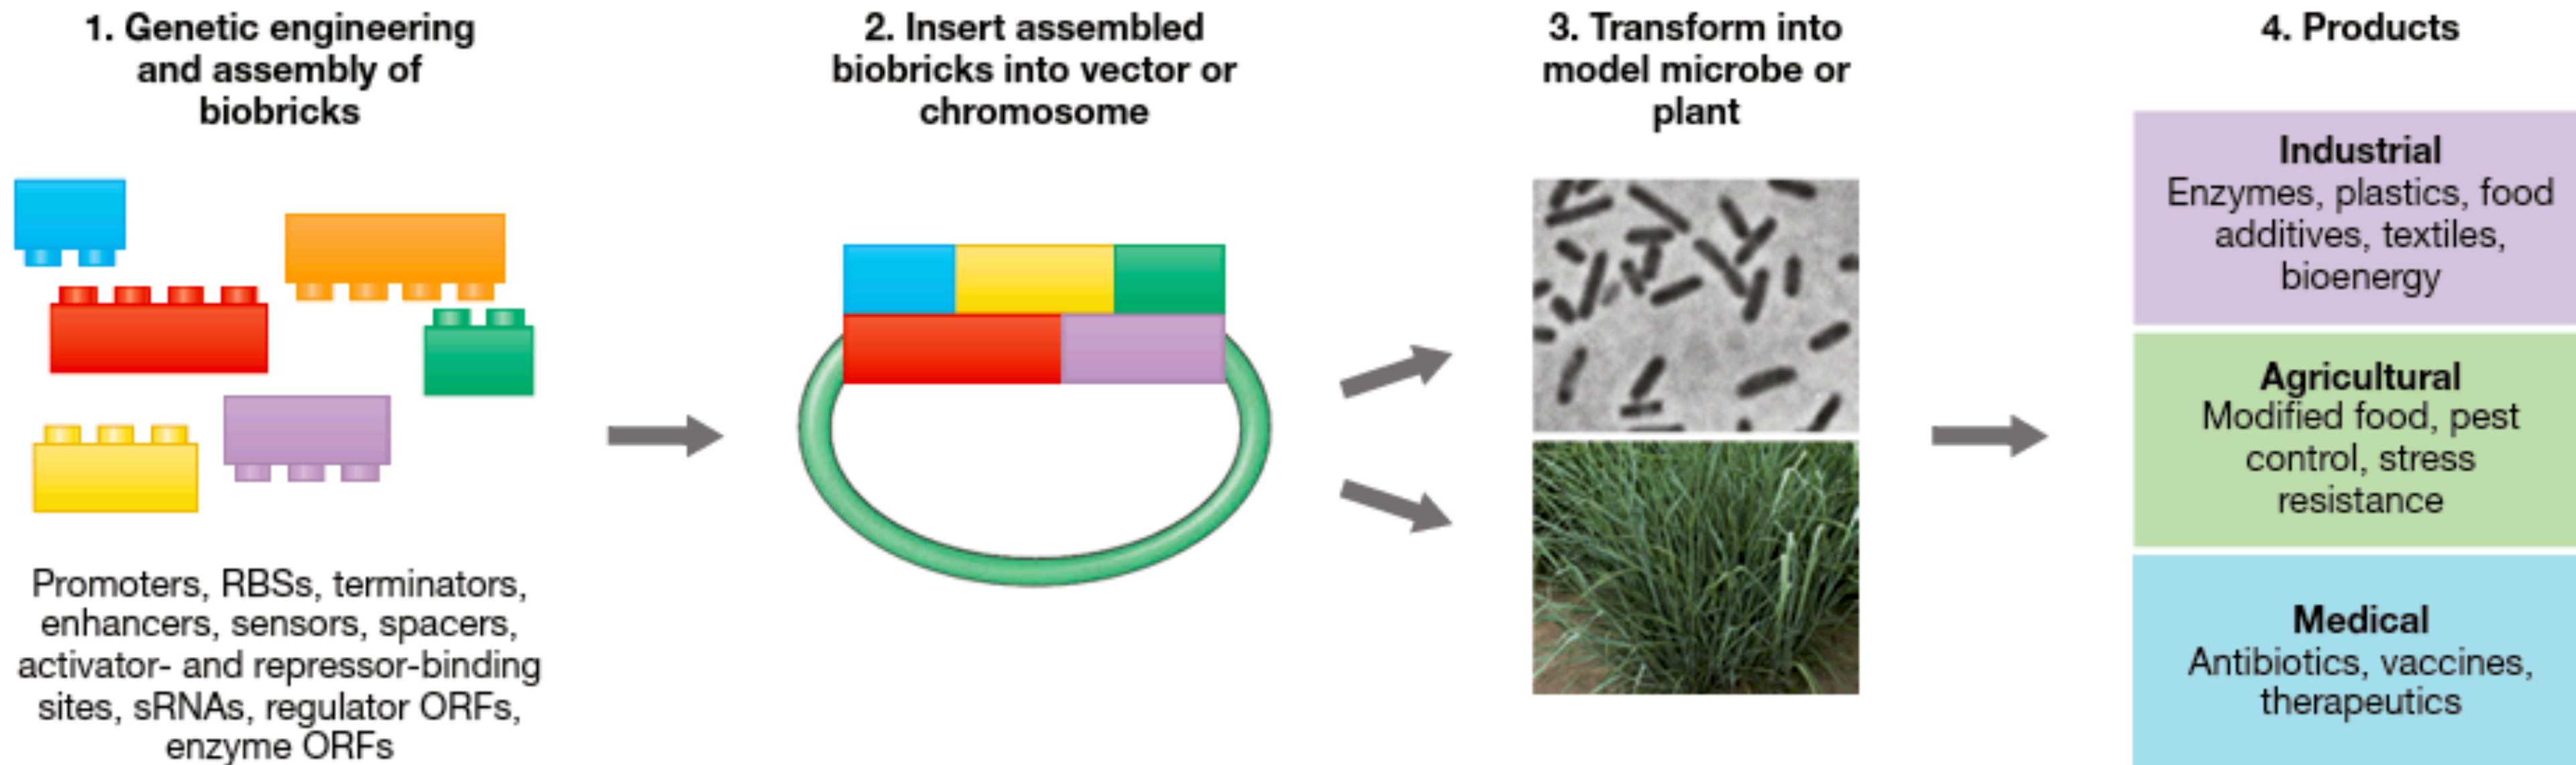 1. Genetic engineering
and assembly of
biobricks
Promoters, RBSs, terminators,
enhancers, sensors, spacers,
activator- and repressor-binding
sites, sRNAs, regulator ORFs,
enzyme ORFs
2. Insert assembled
biobricks into vector or
chromosome
3. Transform into
model microbe or
plant
4. Products
Industrial
Enzymes, plastics, food
additives, textiles,
bioenergy
Agricultural
Modified food, pest
control, stress
resistance
Medical
Antibiotics, vaccines,
therapeutics